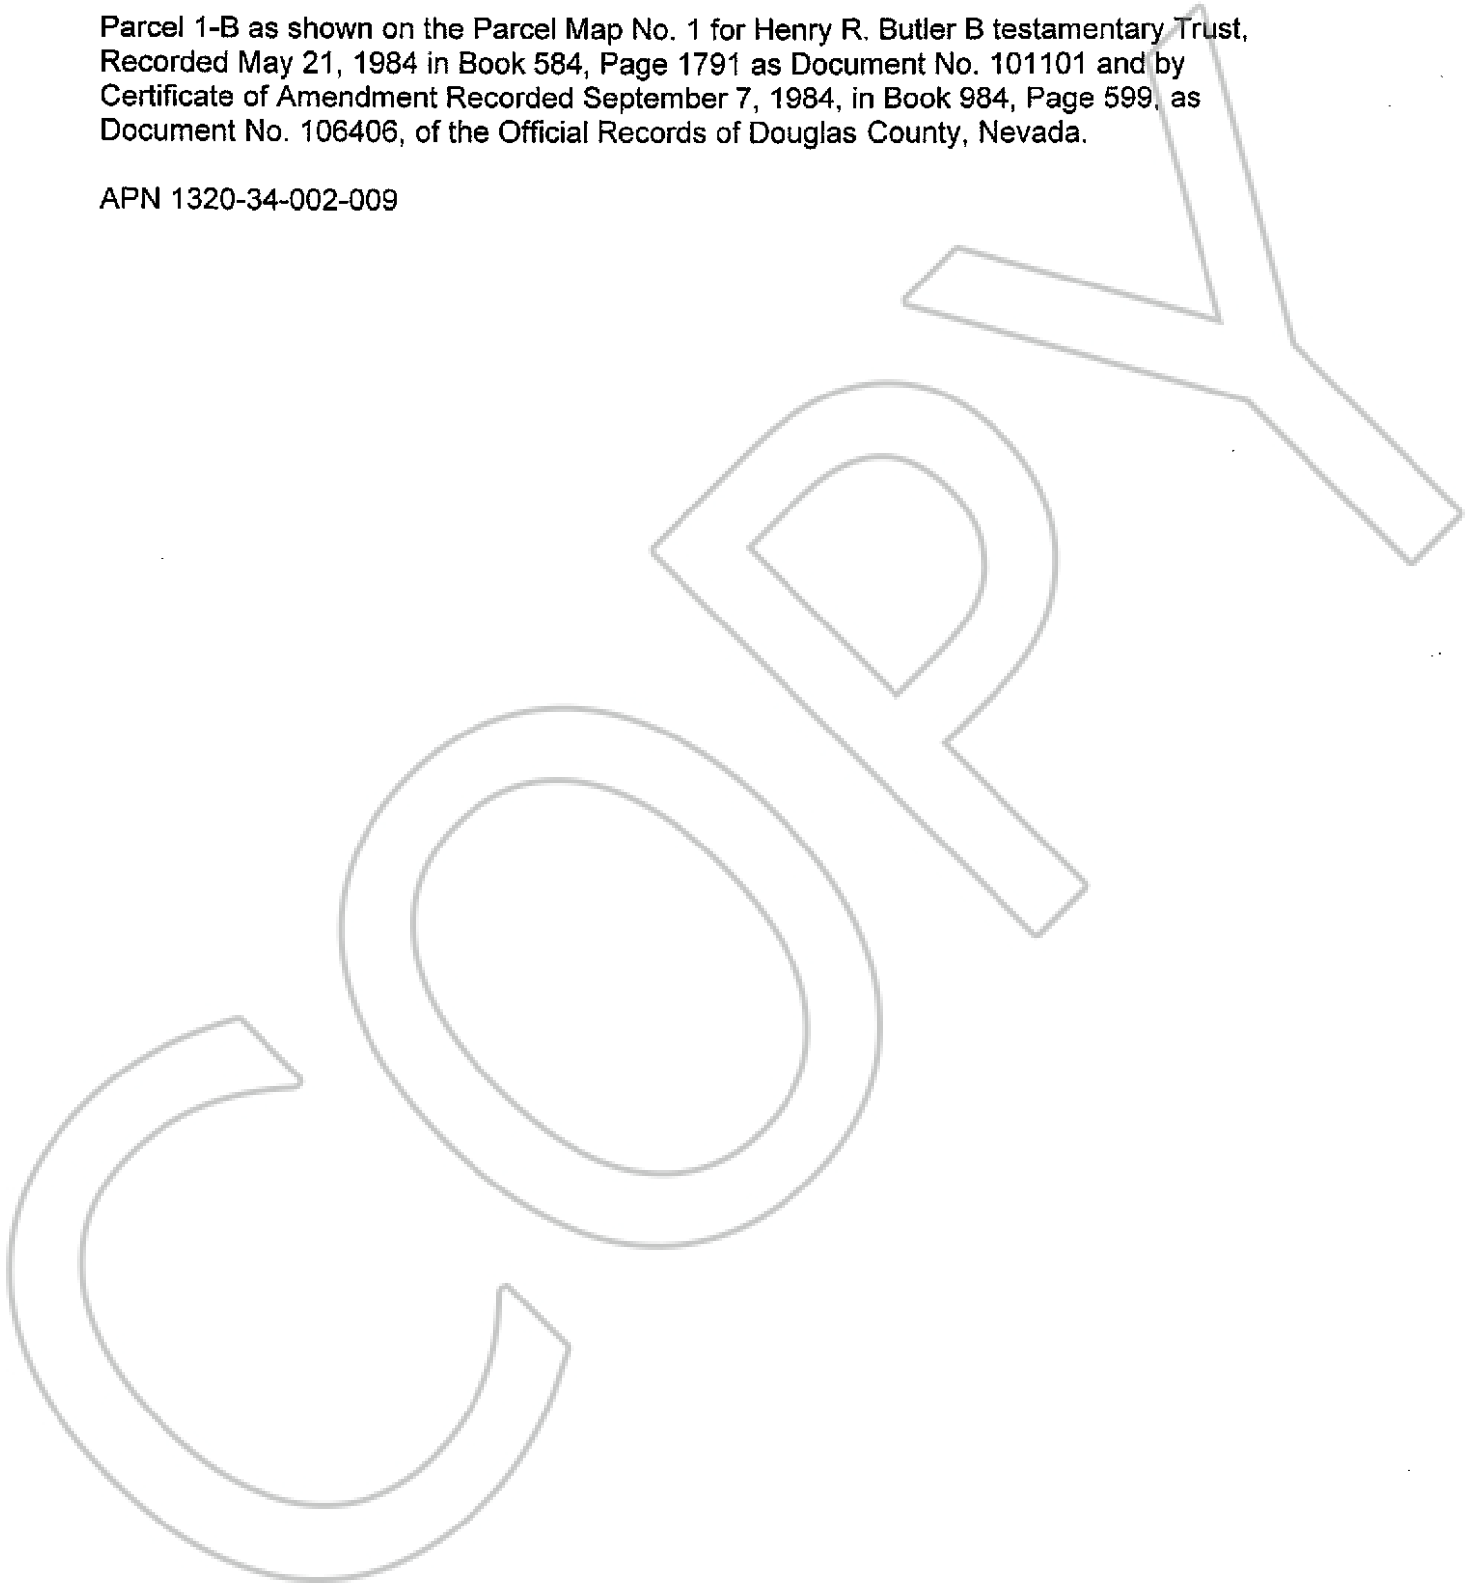 Parcel 1-B as shown on the Parcel Map No. 1 for Henry R. Butler B testamentary Trust,
Recorded May 21, 1984 in Book 584, Page 1791 as Document No. 101101 and by
Certificate of Amendment Recorded September 7, 1984, in Book 984, Page 599, as
Document No. 106406, of the Official Records of Douglas County, Nevada.
APN 1320-34-002-009
COPY